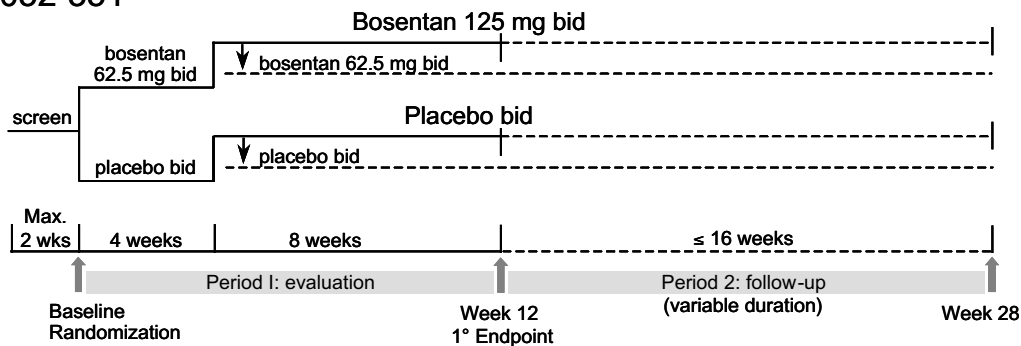 Bosentan 125 mg bid
bosentan
62.5 mg bid
bosentan 62.5 mg bid
screen
Placebo bid
placebo bid
placebo bid
Max.
2 wks
4 weeks
8 weeks
≤ 16 weeks
Period I: evaluation
Period 2: follow-up
(variable duration)
Baseline
Randomization
Week 12
1° Endpoint
Week 28